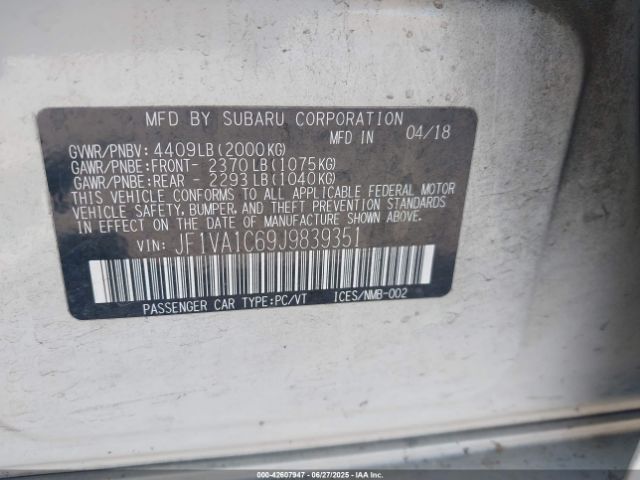 MFD BY SUBARU CORPORATION
MFD IN 04/18
GVWR/PNBV: 4409LB(2000KG)
GAWR/PNBE:FRONT- 2370LB(1075KG)
GAWR/PNBE:REAR - 2293LB(1040KG)
THIS VEHICLE CONFORMS TO ALL APPLICABLE FEDERAL MOTOR
VEHICLE SAFETY, BUMPER, AND THEFT PREVENTION STANDARDS
IN EFFECT ON THE DATE OF MANUFACTURE SHOWN ABOVE.
VIN: JF1VA1C69J9839351
PASSENGER CAR TYPE:PC/VT ICES/NMB-002
000-42607947 - 06/27/2025 - IAAI.COM